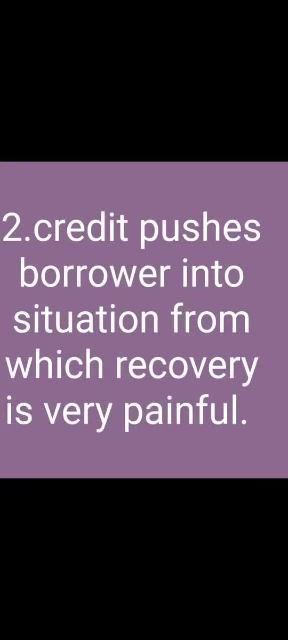 2.credit pushes
borrower into
situation from
which recovery
is very painful.